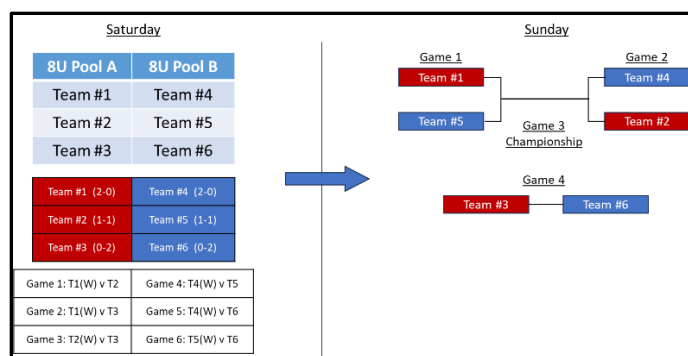 Saturday
8U Pool A 8U Pool B
Team #1 Team #4
Team #2 Team #5
Team #3 Team #6
Team #1 (2-0) Team #4 (2-0)
Team #2 (1-1) Team #5 (1-1)
Team #3 (0-2) Team #6 (0-2)
Game 1: T1(W) v T2 Game 4: T4(W) v T5
Game 2: T1(W) v T3 Game 5: T4(W) v T6
Game 3: T2(W) v T3 Game 6: T5(W) v T6
Sunday
Game 1 Game 2
Team #1 Team #4
Team #5 Team #2
Game 3
Championship
Game 4
Team #3 Team #6